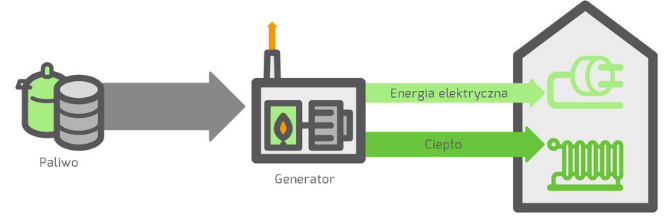 Energia elektryczna
Ciepło
Paliwo
Generator